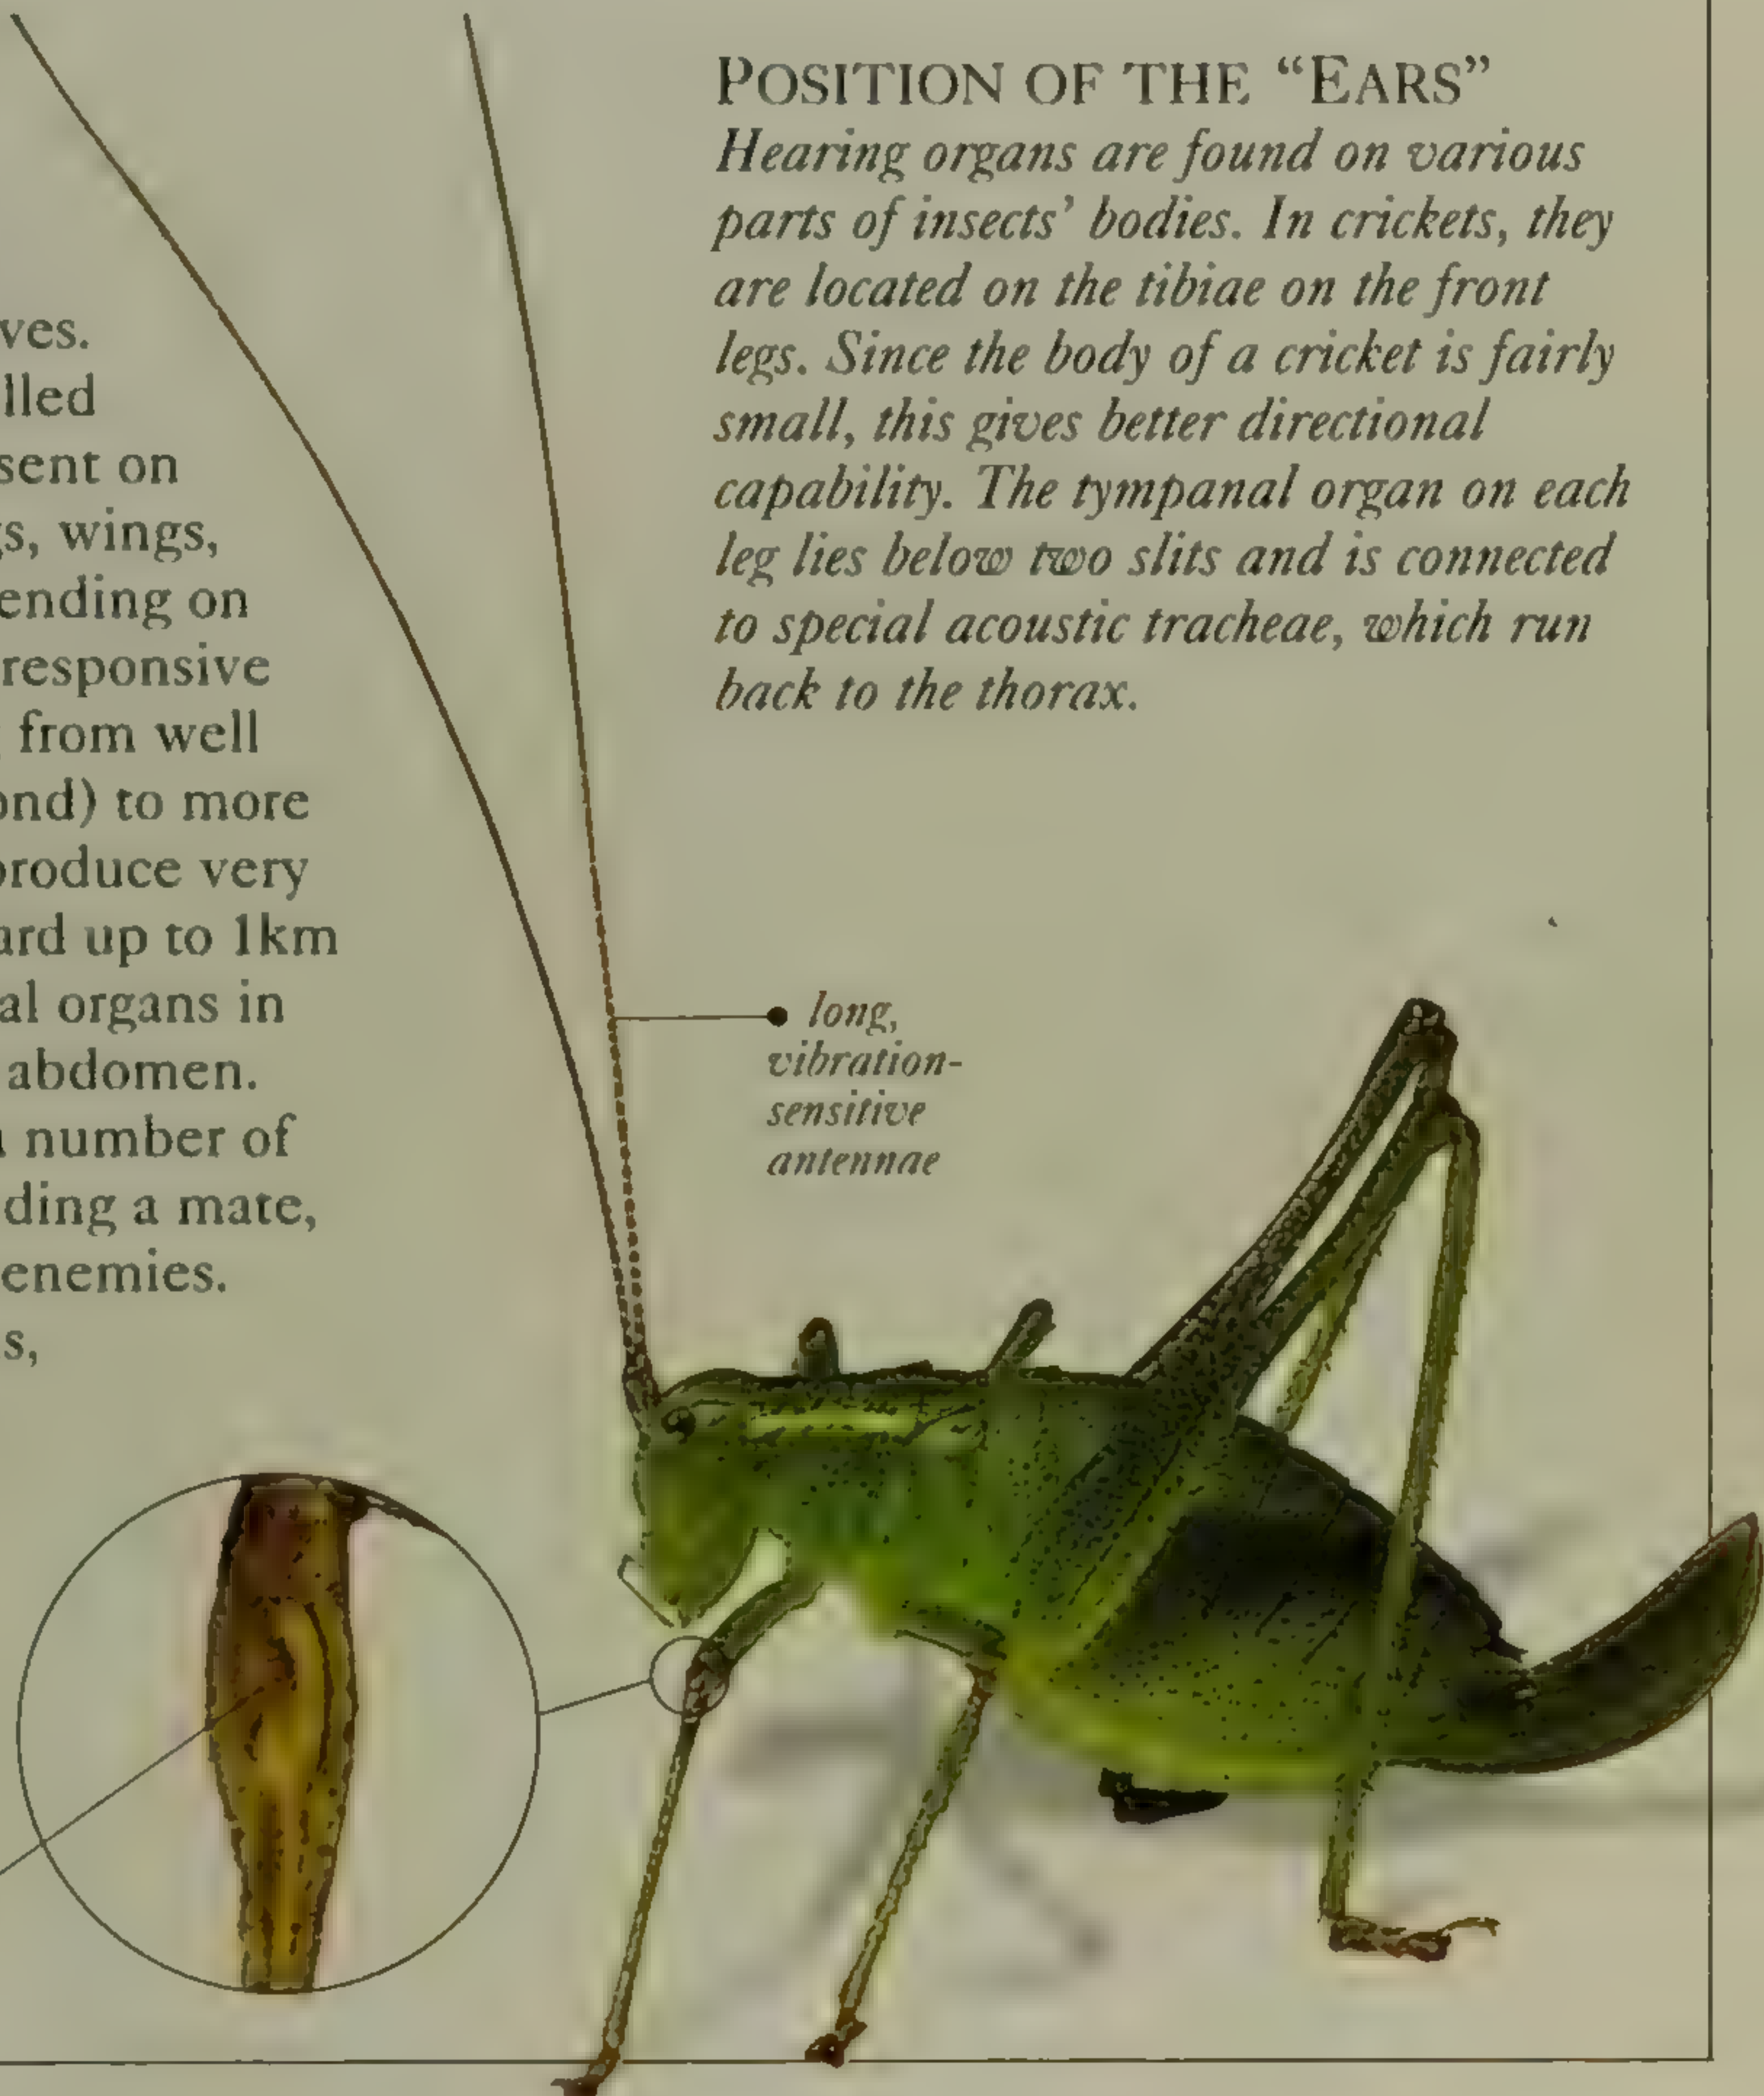 ves.
lled
sent on
s, wings,
ending on
responsive
from well
ond) to more
produce very
ard up to 1km
al organs in
abdomen.
number of
ding a mate,
enemies.
s,
POSITION OF THE “EARS”
Hearing organs are found on various
parts of insects’ bodies. In crickets, they
are located on the tibiae on the front
legs. Since the body of a cricket is fairly
small, this gives better directional
capability. The tympanal organ on each
leg lies below two slits and is connected
to special acoustic tracheae, which run
back to the thorax.
long,
vibration-
sensitive
antennae